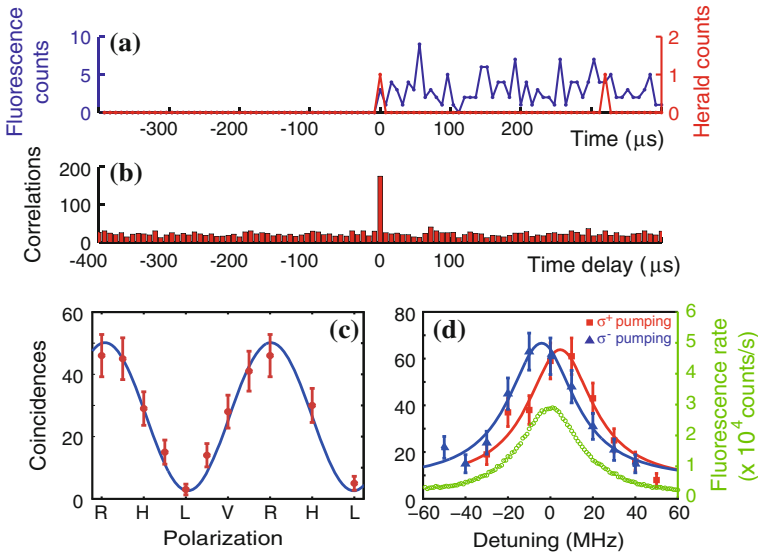 (a)
Fluorescence counts
10
5
0
Herald counts
2
1
0
-300 -200 -100 0 100 200
Time (μs)
(b)
Correlations
200
100
0
-400 -300 -200 -100 0 100
Time delay (μs)
(c)
Coincidences
60
40
20
0
R H L V R H L
Polarization
(d)
σ+ pumping
σ- pumping
80
60
40
20
0
6
5
4
3
2
1
0
Fluorescence rate
(x 10⁴ counts/s)
−60 −40 −20 0 20 40 60
Detuning (MHz)